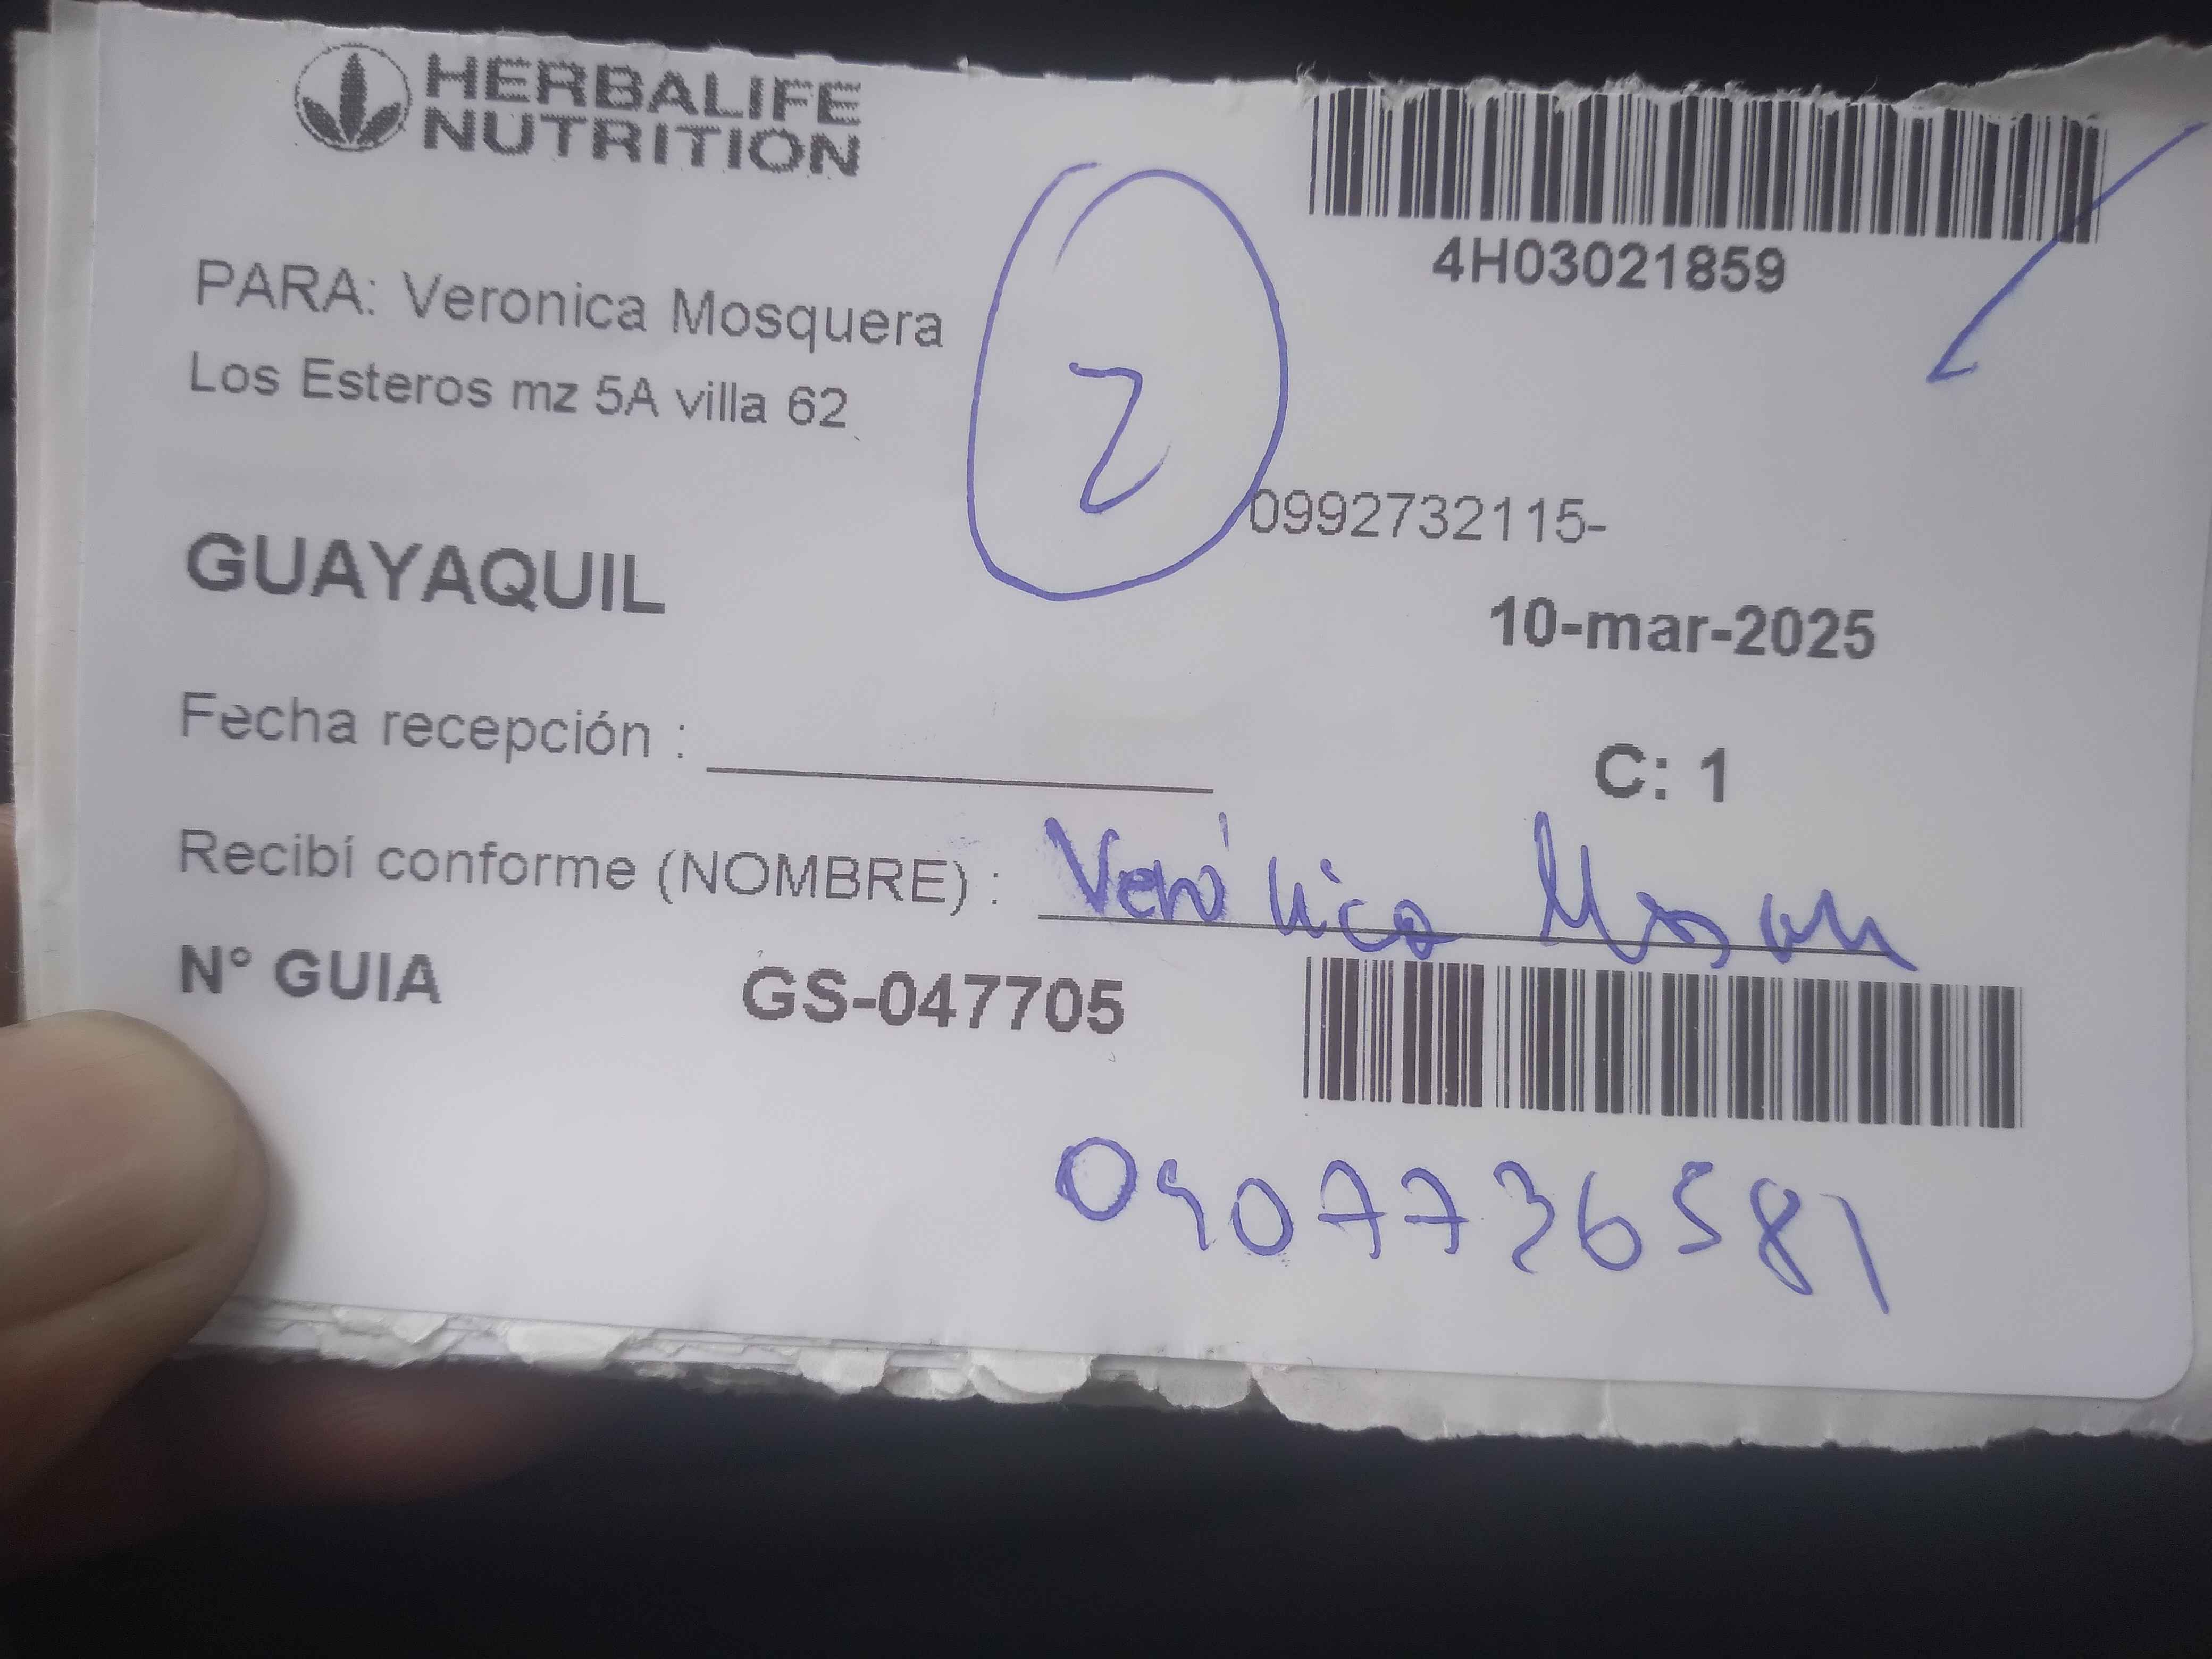 HERBALIFE
NUTRITION
4H03021859
PARA: Veronica Mosquera
Los Esteros mz 5A villa 62
2
0992732115-
GUAYAQUIL
10-mar-2025
Fecha recepción :
C: 1
Recibí conforme (NOMBRE) : Verónica
N° GUIA GS-047705
0907736581